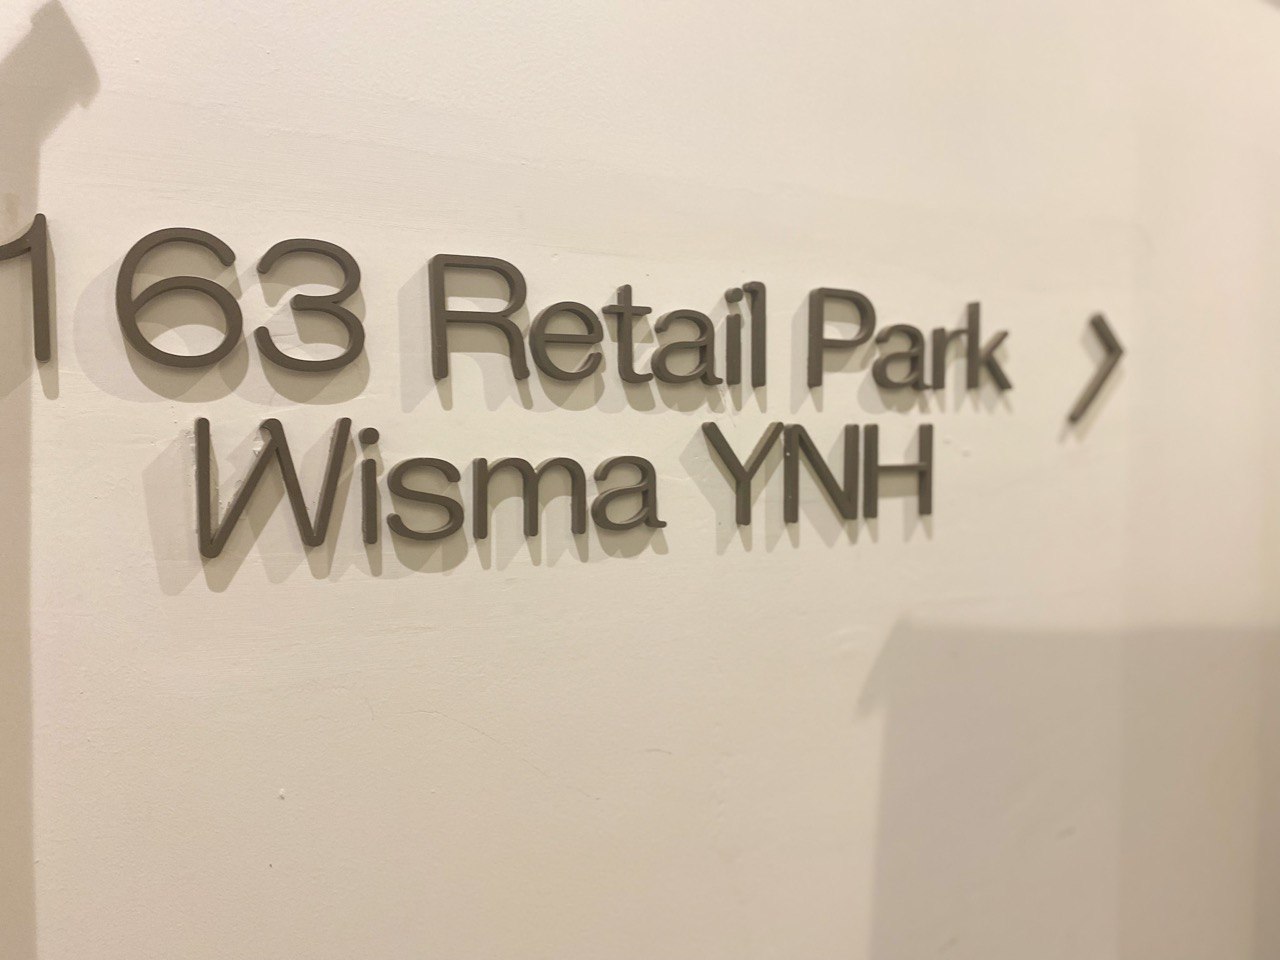 163 Retail Park >
Wisma YNH